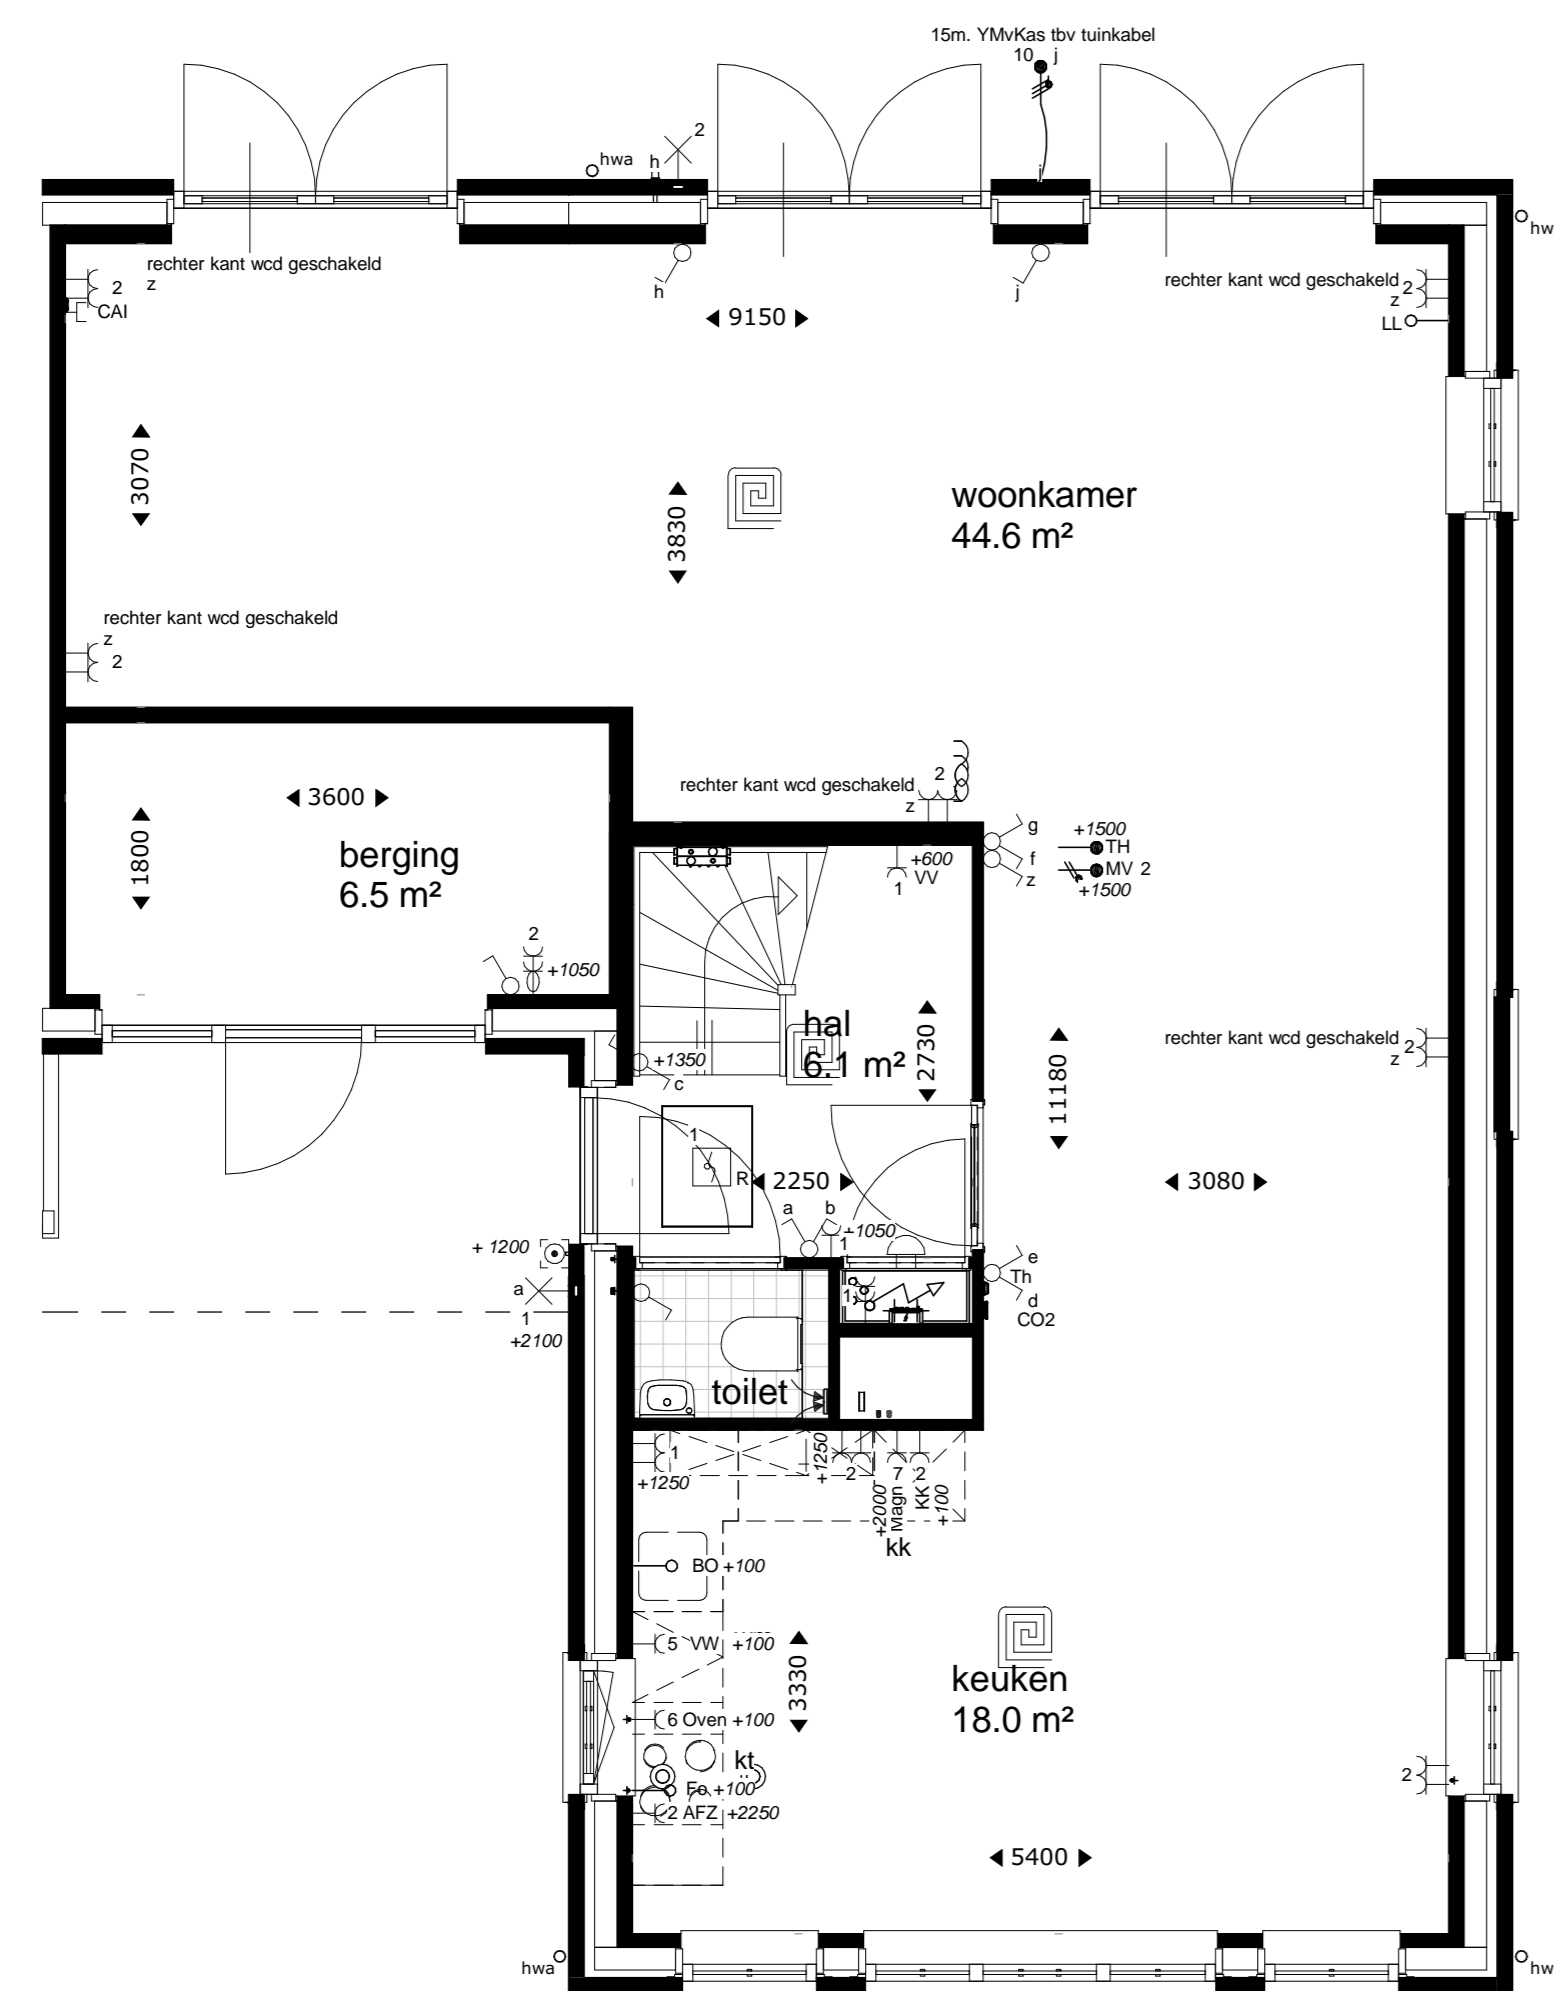 15m. YMvKas tbv tuinkabel
10 j
2
hwa
h
j
hw
rechter kant wcd geschakeld
z
2
CAI
h
j
rechter kant wcd geschakeld
2
z
LL
9150
3070
3830
woonkamer
44.6 m²
rechter kant wcd geschakeld
z
2
3600
1800
berging
6.5 m²
2
+1050
rechter kant wcd geschakeld
2
z
g
f
z
+1500
TH
MV 2
+1500
+600
VV
1
hal
6.1 m²
2730
11180
rechter kant wcd geschakeld
2
z
+1350
c
1
R
2250
3080
a
b
+1050
1
+ 1200
a
1
+2100
e
Th
d
CO2
1
toilet
1
+1250
+1250
2
7
2
+2000
Magn
KK
+100
kk
BO +100
5 VW +100
3330
6 Oven +100
kt
Fo +100
2 AFZ +2250
keuken
18.0 m²
2
5400
hwa
hw